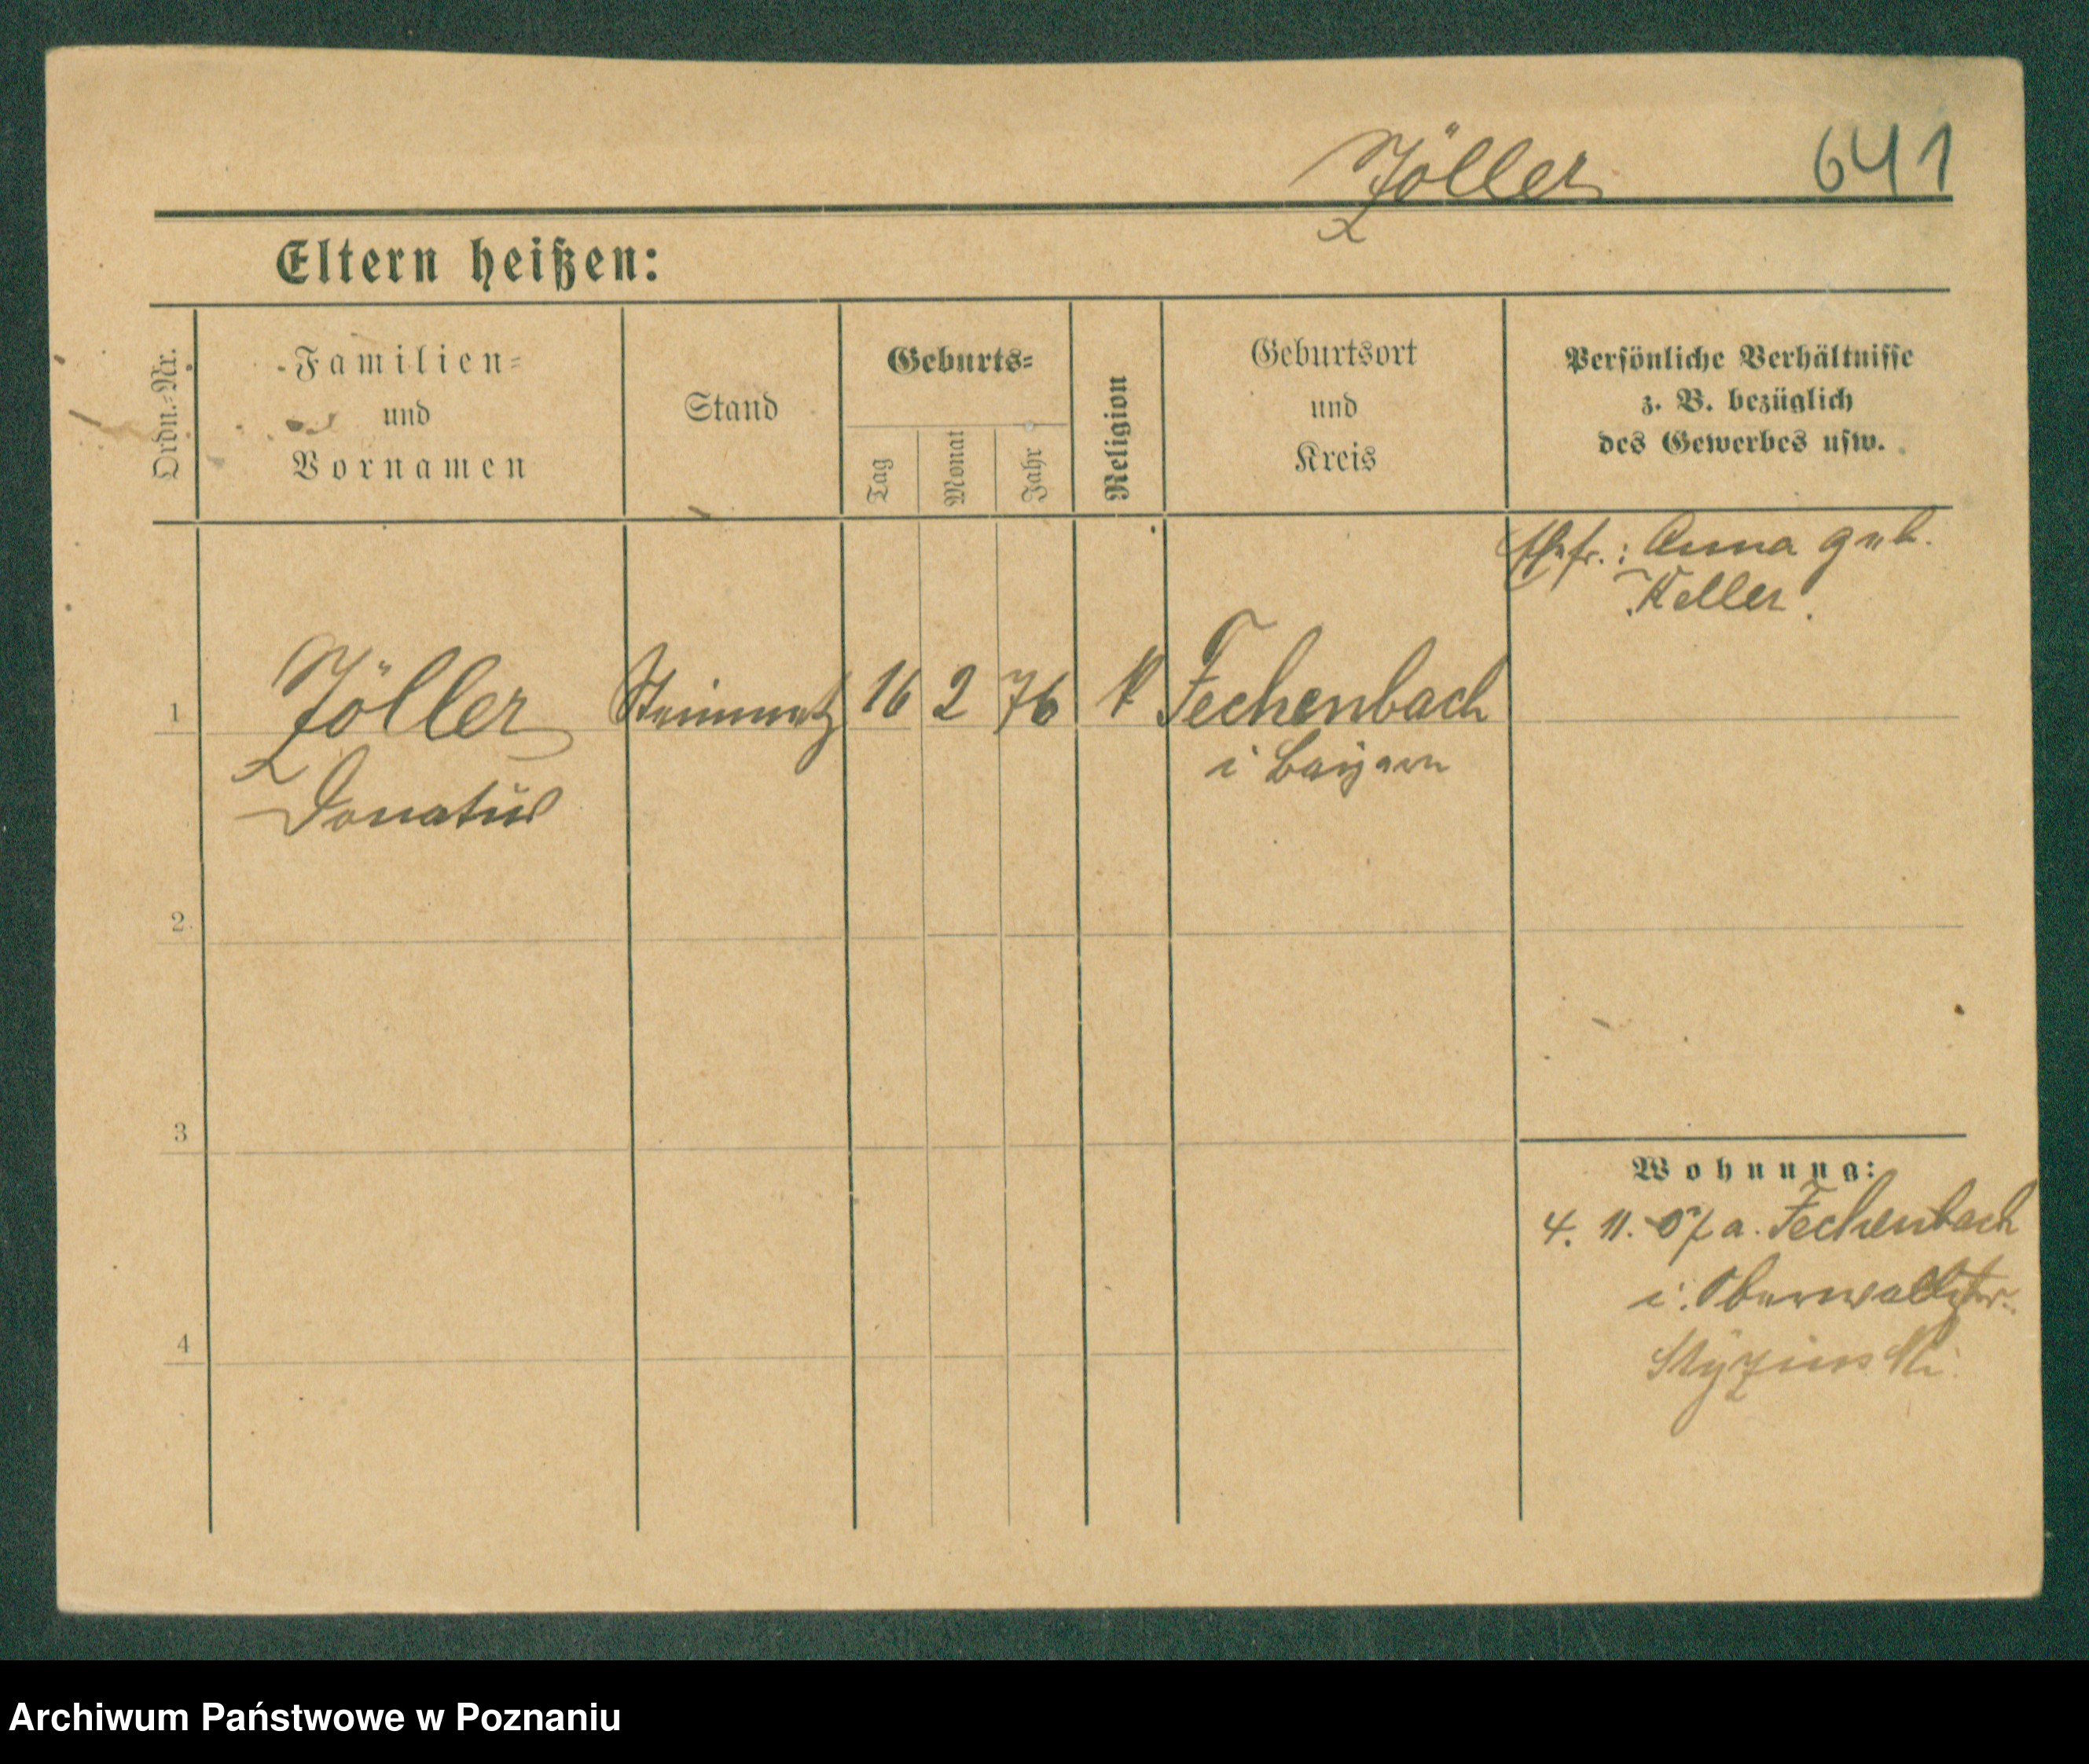 Zöller 641
Eltern heißen:
Ordn.-Nr.
Familien-
und
Vornamen
Stand
Geburts-
Tag
Monat
Jahr
Religion
Geburtsort
und
Kreis
Persönliche Verhältnisse
z. B. bezüglich
des Gewerbes usw.
Ehefr.: Anna geb.
Keller.
1 Zöller Steinmetz 16 2 76 K Fechenbach
i Bayern
Donatus
2
3
4
Wohnung:
4. 11. 07 a. Fechenbach
i.
Archiwum Państwowe w Poznaniu